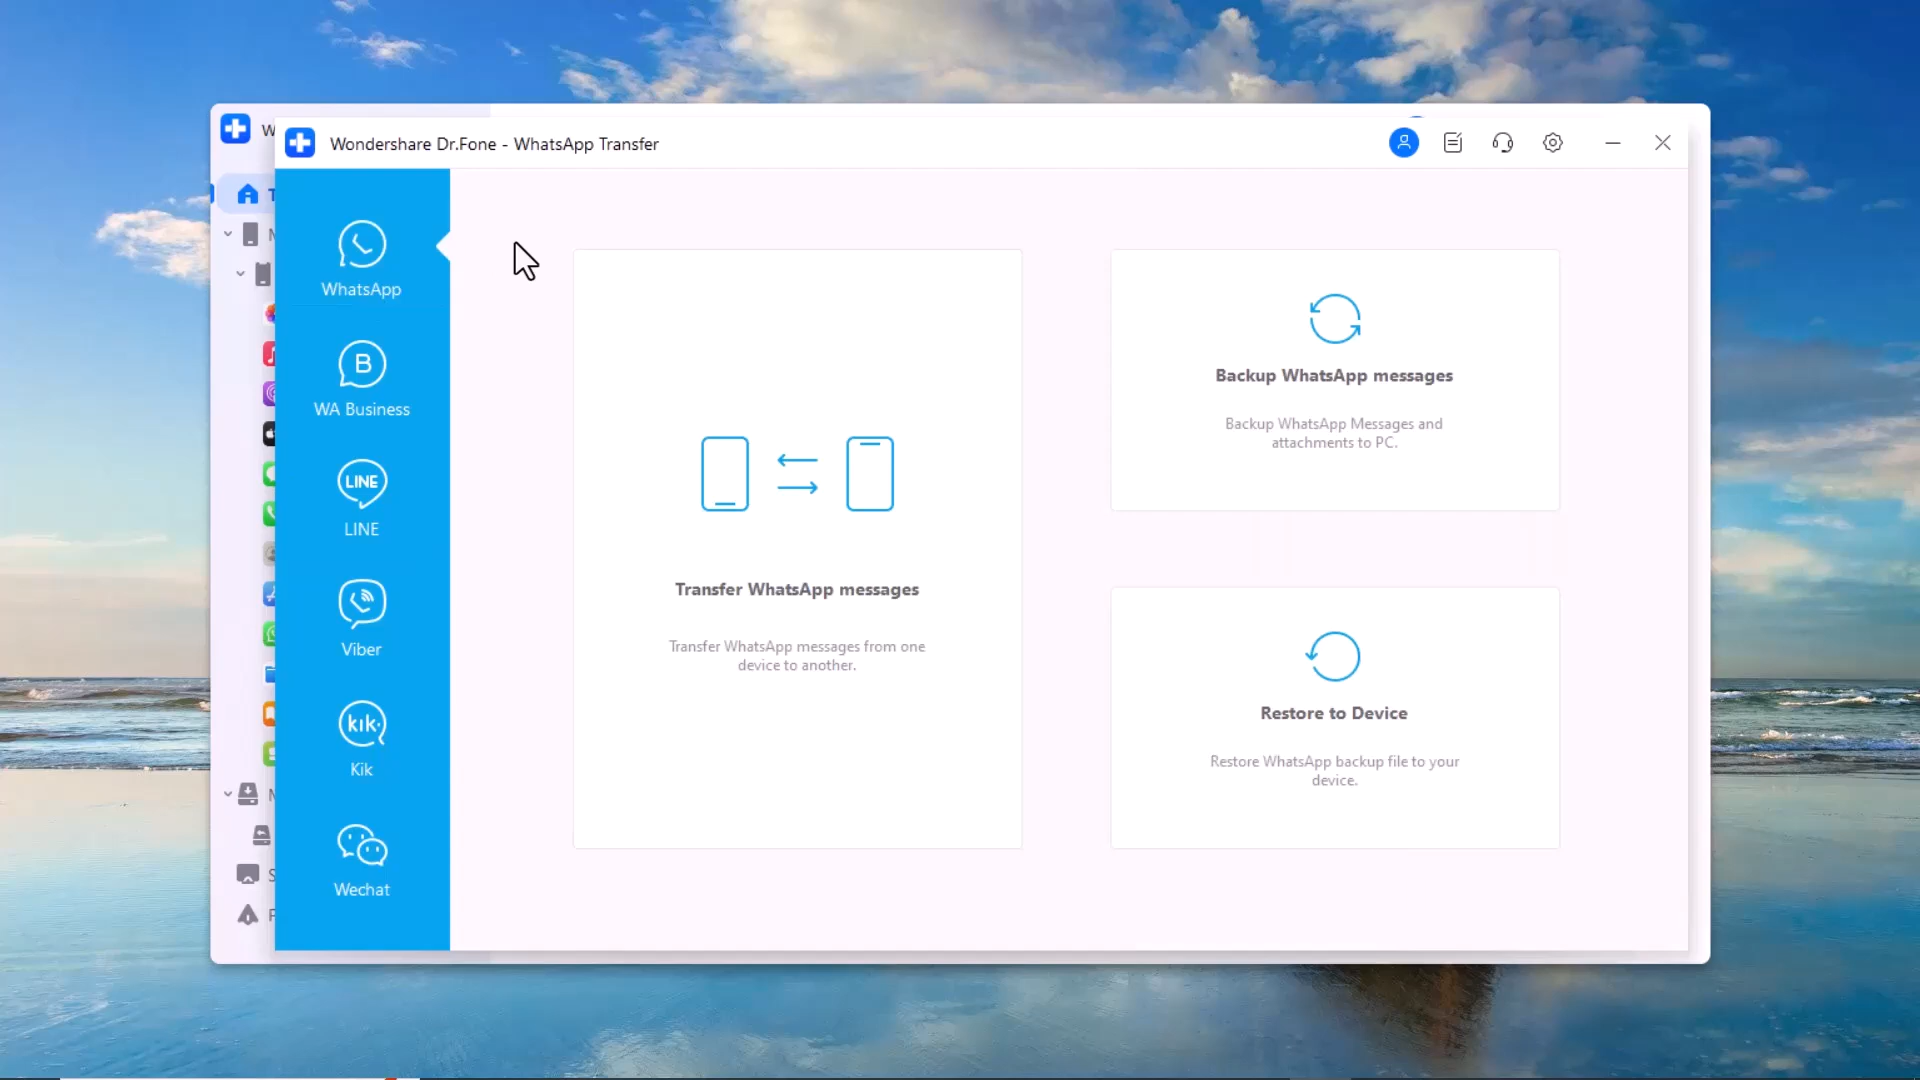 W
Wondershare Dr.Fone - WhatsApp Transfer
WhatsApp
B
WA Business
LINE
LINE
Viber
kik
Kik
Wechat
Transfer WhatsApp messages
Transfer WhatsApp messages from one
device to another.
Backup WhatsApp messages
Backup WhatsApp Messages and
attachments to PC.
Restore to Device
Restore WhatsApp backup file to your
device.